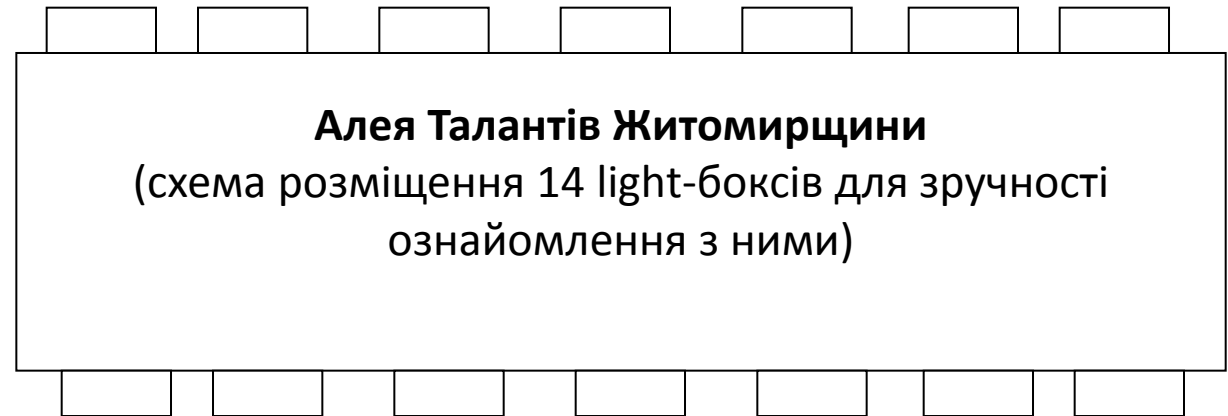 Алея Талантів Житомирщини
(схема розміщення 14 light-боксів для зручності
ознайомлення з ними)